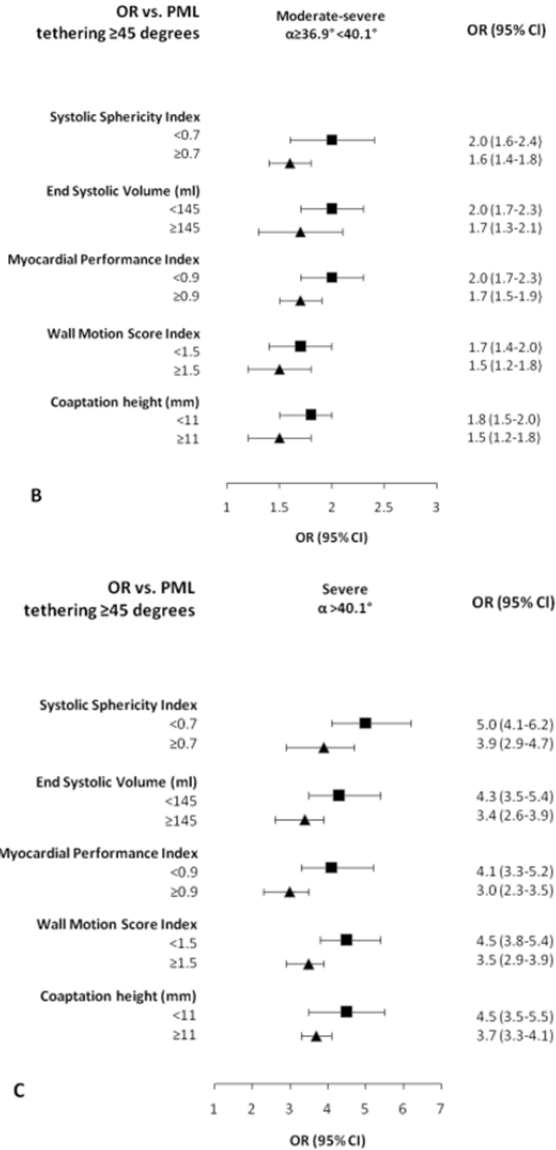 OR vs. PML
tethering ≥45 degrees
Moderate-severe
α≥36.9° <40.1°
OR (95% CI)
Systolic Sphericity Index
<0.7 2.0 (1.6-2.4)
≥0.7 1.6 (1.4-1.8)
End Systolic Volume (ml)
<145 2.0 (1.7-2.3)
≥145 1.7 (1.3-2.1)
Myocardial Performance Index
<0.9 2.0 (1.7-2.3)
≥0.9 1.7 (1.5-1.9)
Wall Motion Score Index
<1.5 1.7 (1.4-2.0)
≥1.5 1.5 (1.2-1.8)
Coaptation height (mm)
<11 1.8 (1.5-2.0)
≥11 1.5 (1.2-1.8)
B
1 1.5 2 2.5 3
OR (95% CI)
OR vs. PML
tethering ≥45 degrees
Severe
α >40.1°
OR (95% CI)
Systolic Sphericity Index
<0.7 5.0 (4.1-6.2)
≥0.7 3.9 (2.9-4.7)
End Systolic Volume (ml)
<145 4.3 (3.5-5.4)
≥145 3.4 (2.6-3.9)
Myocardial Performance Index
<0.9 4.1 (3.3-5.2)
≥0.9 3.0 (2.3-3.5)
Wall Motion Score Index
<1.5 4.5 (3.8-5.4)
≥1.5 3.5 (2.9-3.9)
Coaptation height (mm)
<11 4.5 (3.5-5.5)
≥11 3.7 (3.3-4.1)
C
1 2 3 4 5 6 7
OR (95% CI)